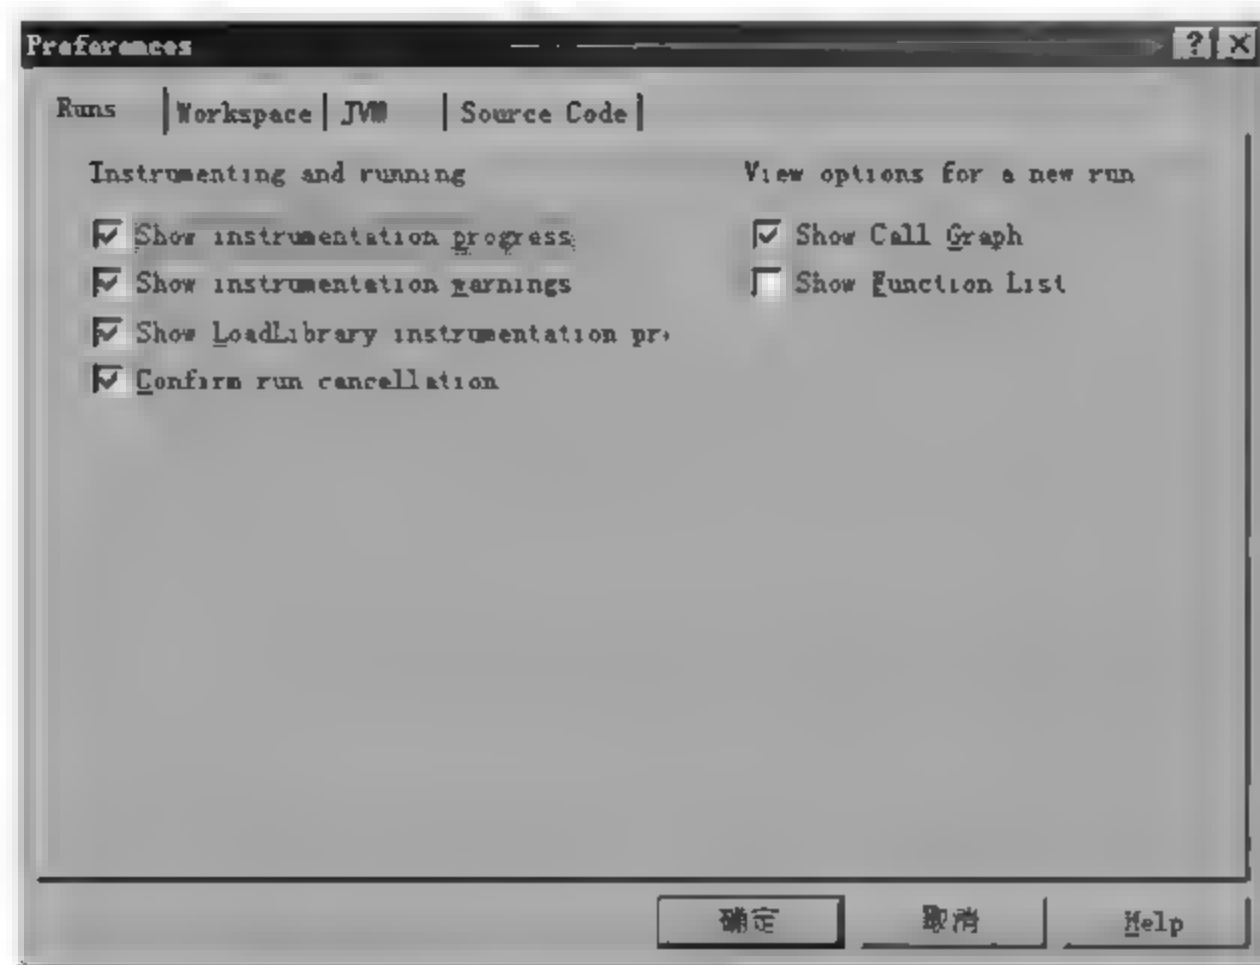 Preferences
Runs Workspace JVM Source Code
Instrumenting and running
Show instrumentation progress
Show instrumentation warnings
Show LoadLibrary instrumentation pr
Confirm run cancellation
View options for a new run
Show Call Graph
Show Function List
确定 取消 Help